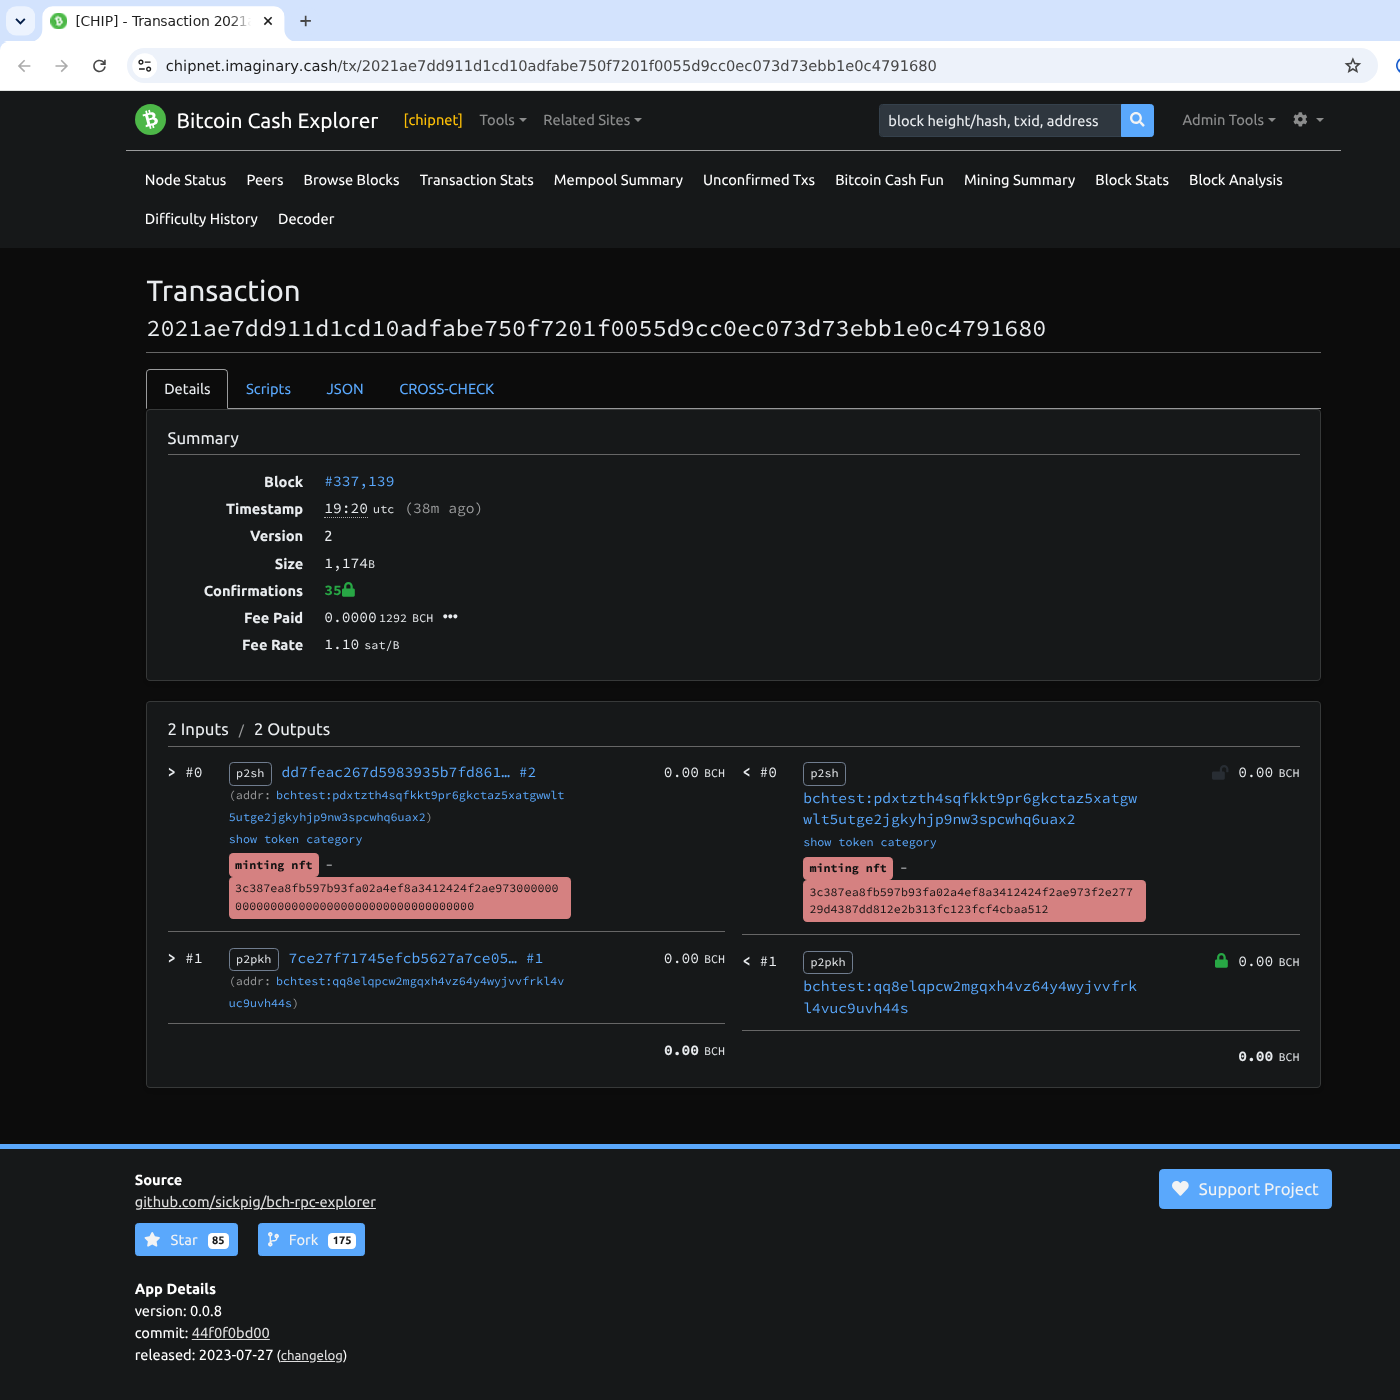 [CHIP] - Transaction 2021
chipnet.imaginary.cash/tx/2021ae7dd911d1cd10adfabe750f7201f0055d9cc0ec073d73ebb1e0c4791680
Bitcoin Cash Explorer [chipnet] Tools Related Sites block height/hash, txid, address Admin Tools
Node Status Peers Browse Blocks Transaction Stats Mempool Summary Unconfirmed Txs Bitcoin Cash Fun Mining Summary Block Stats Block Analysis
Difficulty History Decoder
Transaction
2021ae7dd911d1cd10adfabe750f7201f0055d9cc0ec073d73ebb1e0c4791680
Details Scripts JSON CROSS-CHECK
Summary
Block #337,139
Timestamp 19:20 utc (38m ago)
Version 2
Size 1,174B
Confirmations 35
Fee Paid 0.00001292 BCH •••
Fee Rate 1.10 sat/B
2 Inputs / 2 Outputs
> #0 p2sh dd7feac267d5983935b7fd861… #2 0.00 BCH
(addr: bchtest:pdxtzth4sqfkkt9pr6gkctaz5xatgwwlt
5utge2jgkyhjp9nw3spcwhq6uax2)
show token category
minting nft –
3c387ea8fb597b93fa02a4ef8a3412424f2ae973000000
0000000000000000000000000000000000
> #1 p2pkh 7ce27f71745efcb5627a7ce05… #1 0.00 BCH
(addr: bchtest:qq8elqpcw2mgqxh4vz64y4wyjvvfrkl4v
uc9uvh44s)
0.00 BCH
< #0 p2sh 0.00 BCH
bchtest:pdxtzth4sqfkkt9pr6gkctaz5xatgw
wlt5utge2jgkyhjp9nw3spcwhq6uax2
show token category
minting nft –
3c387ea8fb597b93fa02a4ef8a3412424f2ae973f2e277
29d4387dd812e2b313fc123fcf4cbaa512
< #1 p2pkh 0.00 BCH
bchtest:qq8elqpcw2mgqxh4vz64y4wyjvvfrk
l4vuc9uvh44s
0.00 BCH
Source
github.com/sickpig/bch-rpc-explorer
Star 85 Fork 175
Support Project
App Details
version: 0.0.8
commit: 44f0f0bd00
released: 2023-07-27 (changelog)